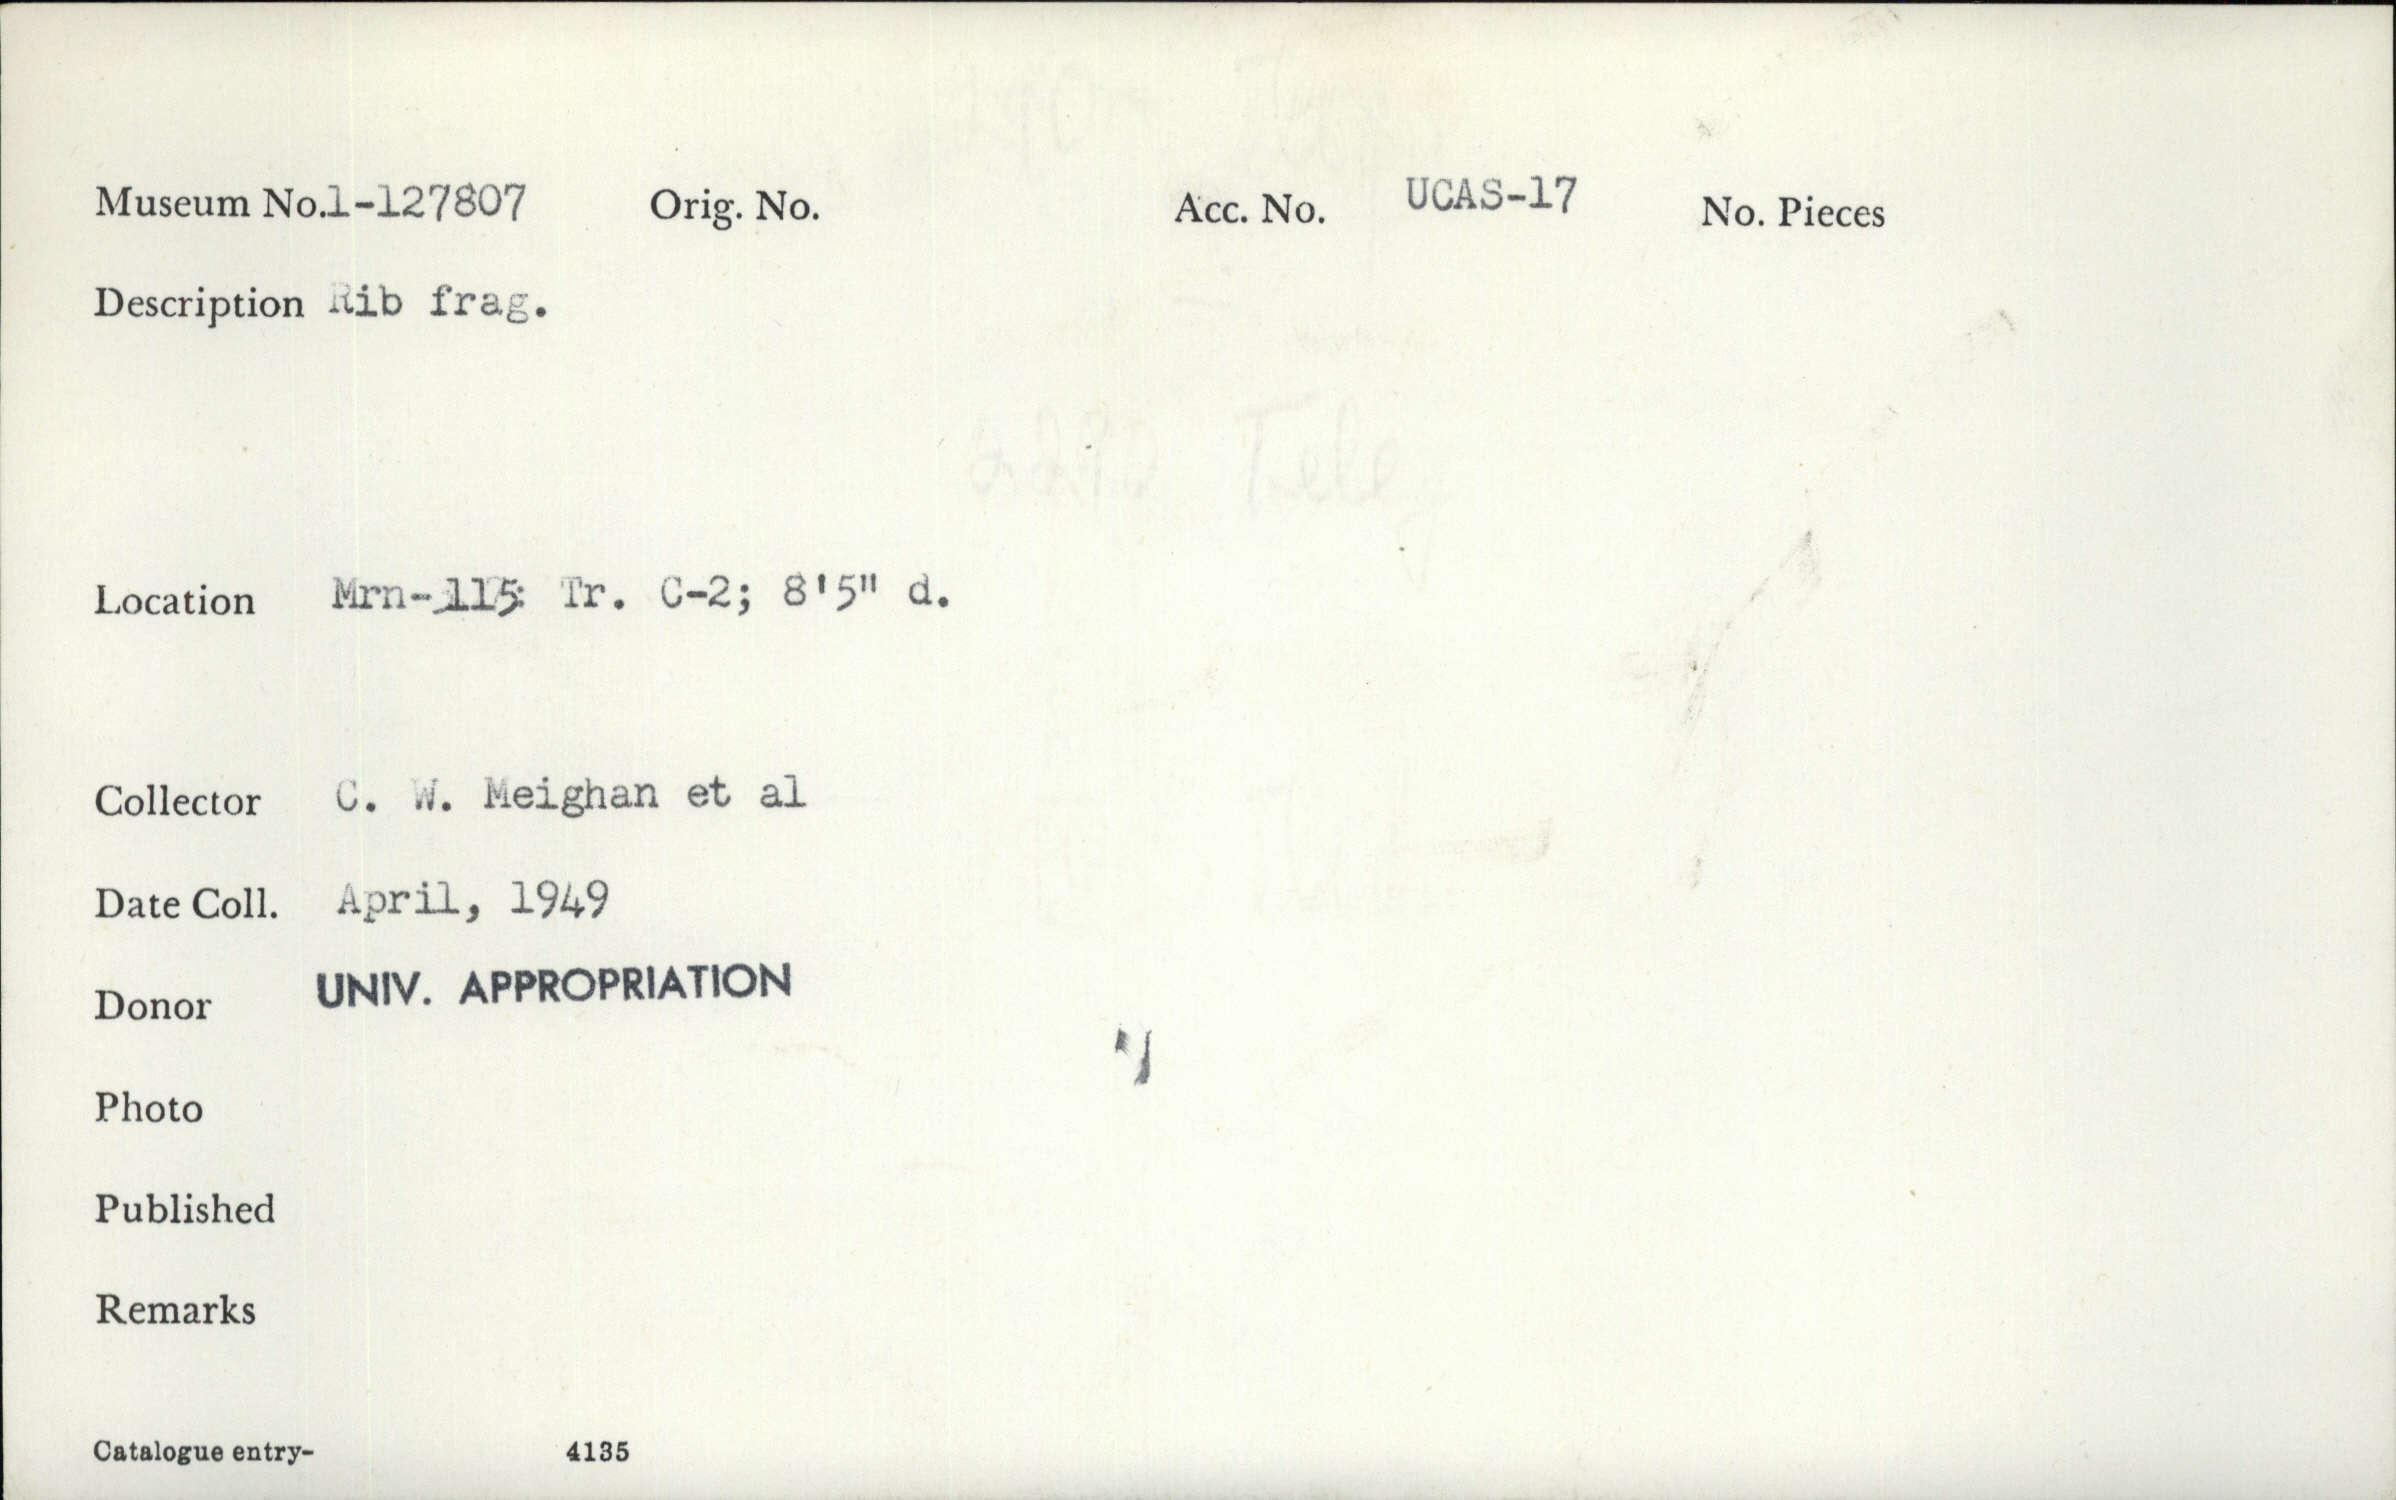 Museum No. 1-127807 Orig. No. Acc. No. UCAS-17 No. Pieces
Description Rib frag.
Location Mrn-115: Tr. C-2; 8'5" d.
Collector C. W. Meighan et al
Date Coll. April, 1949
Donor UNIV. APPROPRIATION
Photo
Published
Remarks
Catalogue entry- 4135